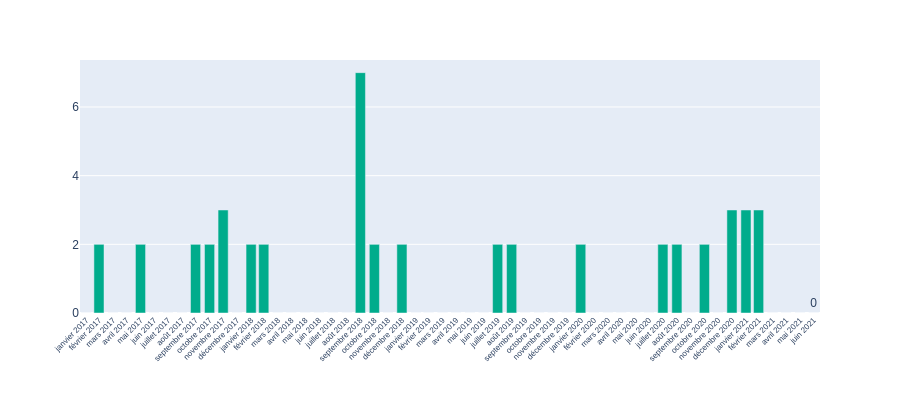 6
4
2
0
0
janvier 2017
février 2017
mars 2017
avril 2017
mai 2017
juin 2017
juillet 2017
août 2017
septembre 2017
octobre 2017
novembre 2017
décembre 2017
janvier 2018
février 2018
mars 2018
avril 2018
mai 2018
juin 2018
juillet 2018
août 2018
septembre 2018
octobre 2018
novembre 2018
décembre 2018
janvier 2019
février 2019
mars 2019
avril 2019
mai 2019
juin 2019
juillet 2019
août 2019
septembre 2019
octobre 2019
novembre 2019
décembre 2019
janvier 2020
février 2020
mars 2020
avril 2020
mai 2020
juin 2020
juillet 2020
août 2020
septembre 2020
octobre 2020
novembre 2020
décembre 2020
janvier 2021
février 2021
mars 2021
avril 2021
mai 2021
juin 2021